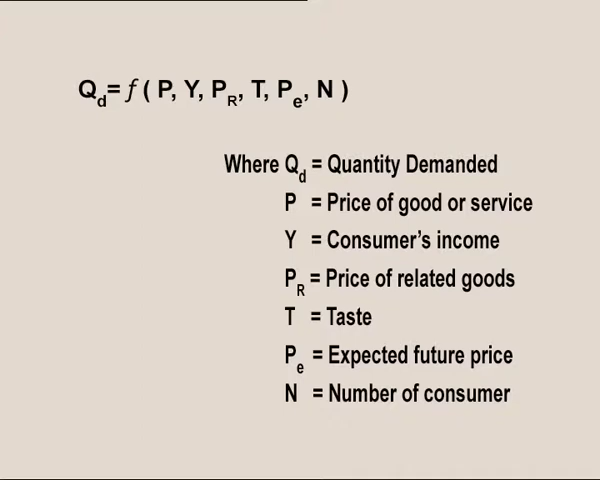 Qd= f ( P, Y, PR, T, Pe, N )
Where Qd = Quantity Demanded
P = Price of good or service
Y = Consumer's income
PR = Price of related goods
T = Taste
Pe = Expected future price
N = Number of consumer